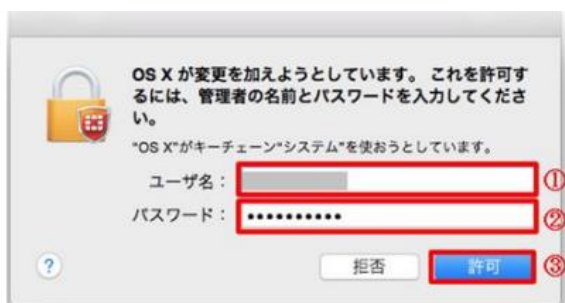 OS X が変更を加えようとしています。 これを許可す
るには、管理者の名前とパスワードを入力してくださ
い。
"OS X"がキーチェーン"システム"を使おうとしています。
ユーザ名： ①
パスワード： •••••••••• ②
? 拒否 許可 ③